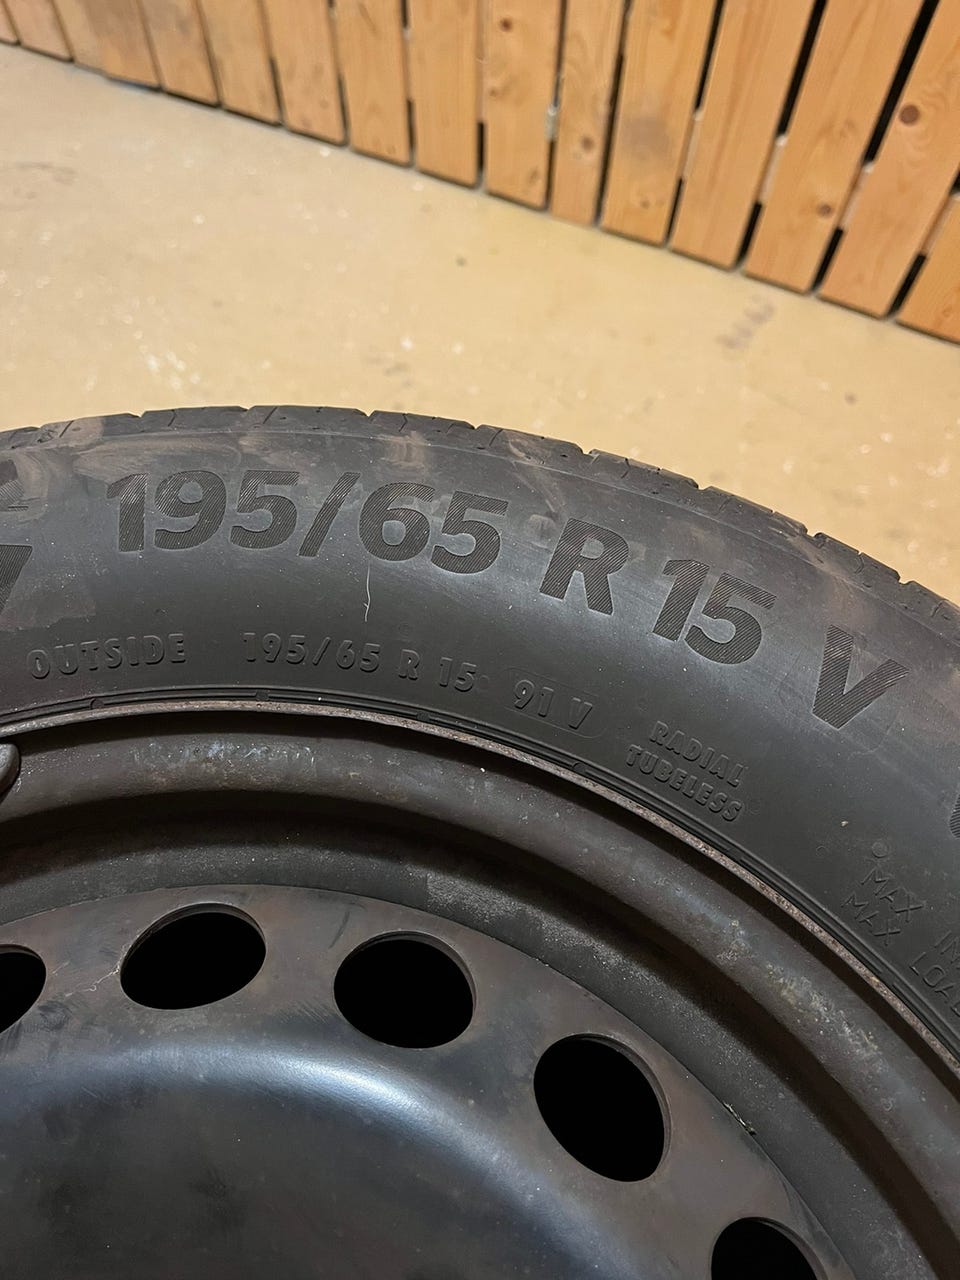 195/65 R 15 V
OUTSIDE 195/65 R 15 91 V
RADIAL
TUBELESS
MAX
MAX